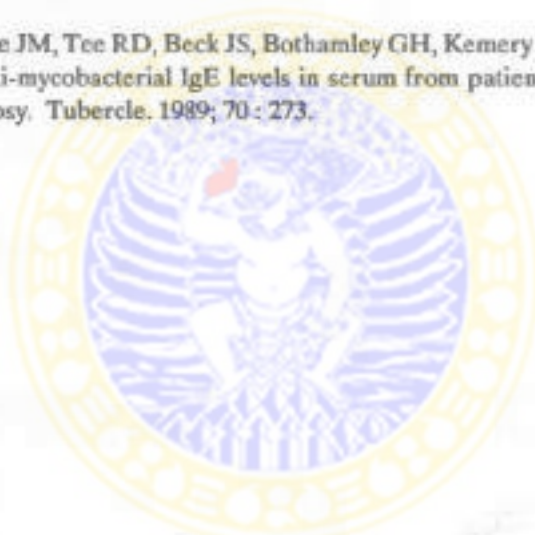 e JM, Tee RD, Beck JS, Bothamley GH, Kemery
i-mycobacterial IgE levels in serum from patien
osy. Tubercle. 1989; 70 : 273.